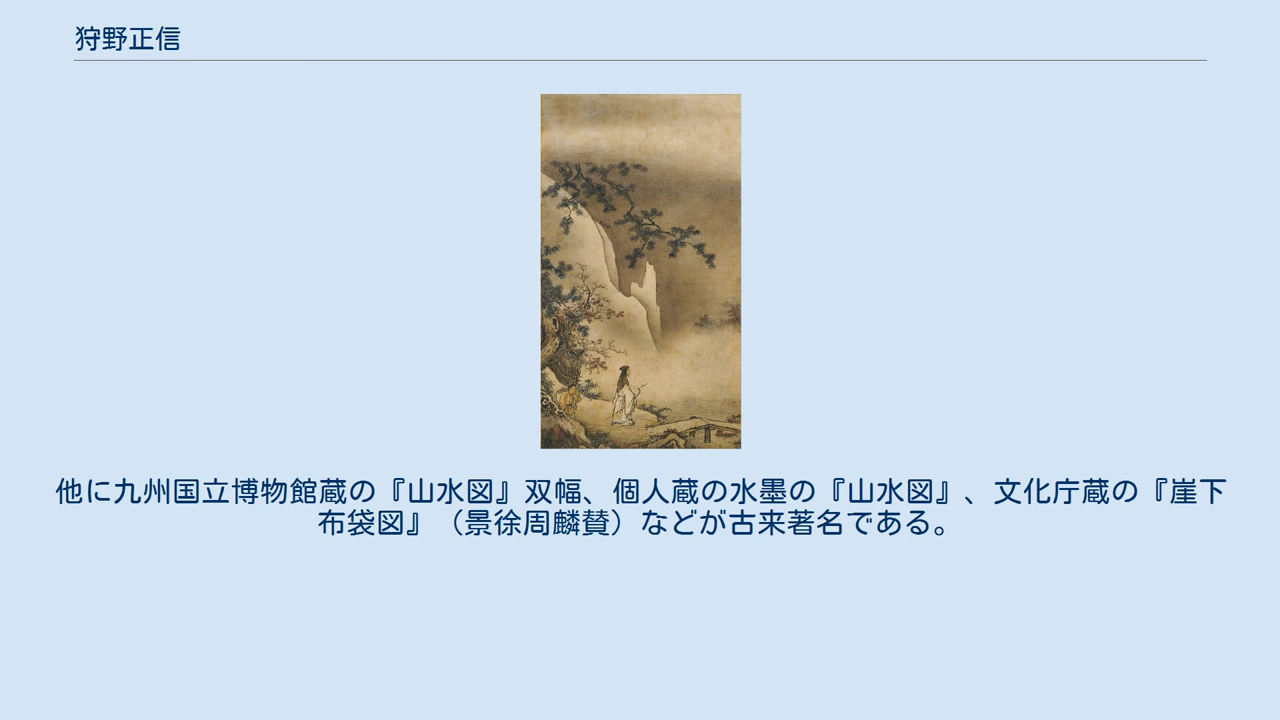 狩野正信
他に九州国立博物館蔵の『山水図』双幅、個人蔵の水墨の『山水図』、文化庁蔵の『崖下
布袋図』（景徐周麟賛）などが古来著名である。